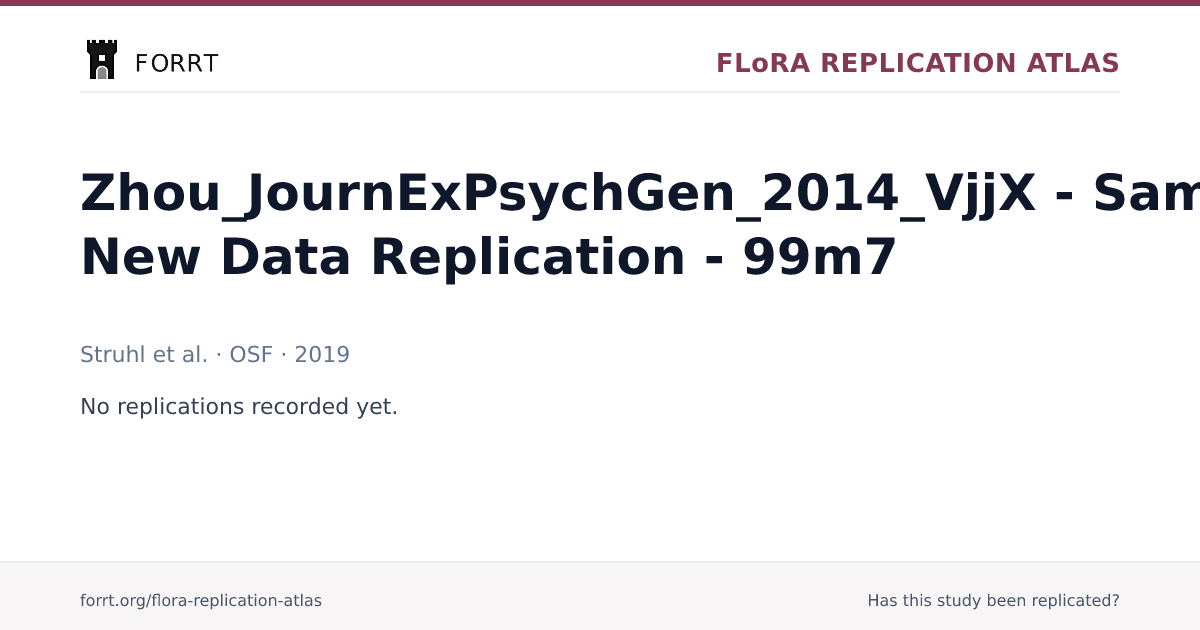 FORRT
FLoRA REPLICATION ATLAS
Zhou_JournExPsychGen_2014_VjjX - Sam
New Data Replication - 99m7
Struhl et al. · OSF · 2019
No replications recorded yet.
forrt.org/flora-replication-atlas
Has this study been replicated?